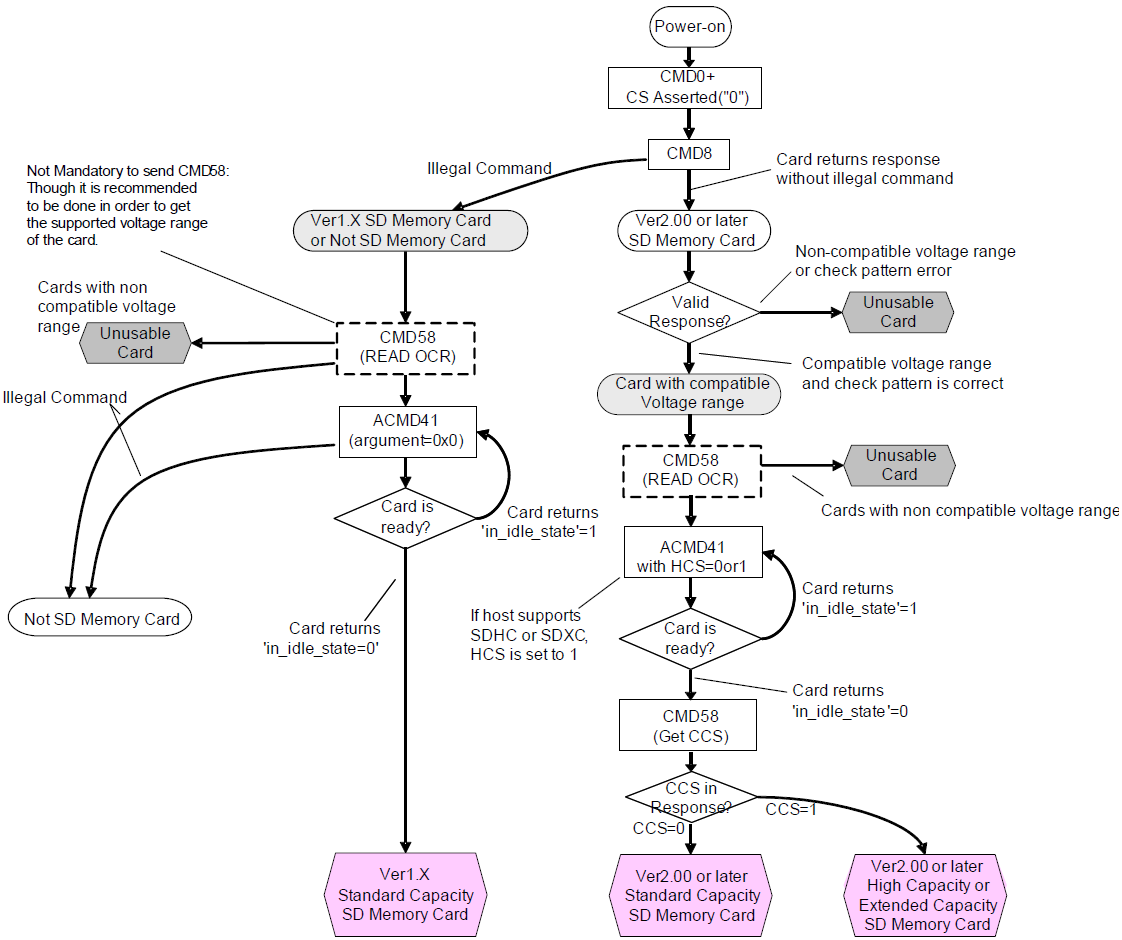 Power-on
CMD0+
CS Asserted("0")
CMD8
Illegal Command
Card returns response
without illegal command
Not Mandatory to send CMD58:
Though it is recommended
to be done in order to get
the supported voltage range
of the card.
Ver1.X SD Memory Card
or Not SD Memory Card
Ver2.00 or later
SD Memory Card
Non-compatible voltage range
or check pattern error
Cards with non
compatible voltage
range
Unusable
Card
CMD58
(READ OCR)
Valid
Response?
Unusable
Card
Compatible voltage range
and check pattern is correct
Card with compatible
Voltage range
Illegal Command
ACMD41
(argument=0x0)
CMD58
(READ OCR)
Unusable
Card
Cards with non compatible voltage range
Card is
ready?
Card returns
'in_idle_state'=1
ACMD41
with HCS=0or1
Card returns
'in_idle_state'=1
Not SD Memory Card
Card returns
'in_idle_state=0'
If host supports
SDHC or SDXC,
HCS is set to 1
Card is
ready?
Card returns
'in_idle_state'=0
CMD58
(Get CCS)
CCS in
Response?
CCS=0
CCS=1
Ver1.X
Standard Capacity
SD Memory Card
Ver2.00 or later
Standard Capacity
SD Memory Card
Ver2.00 or later
High Capacity or
Extended Capacity
SD Memory Card